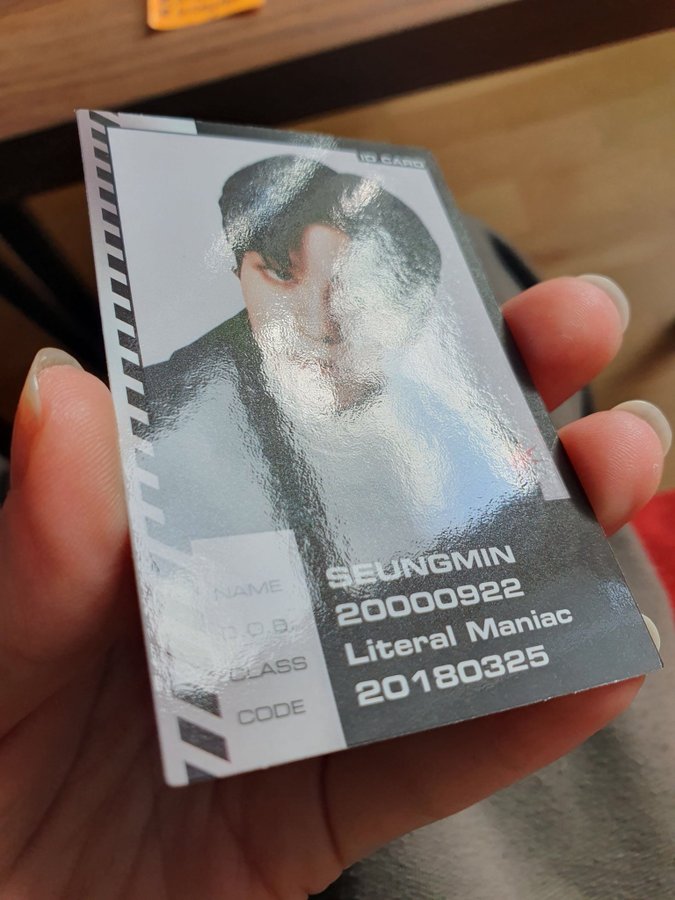 ID CARD
NAME SEUNGMIN
D.O.B. 20000922
CLASS Literal Maniac
CODE 20180325